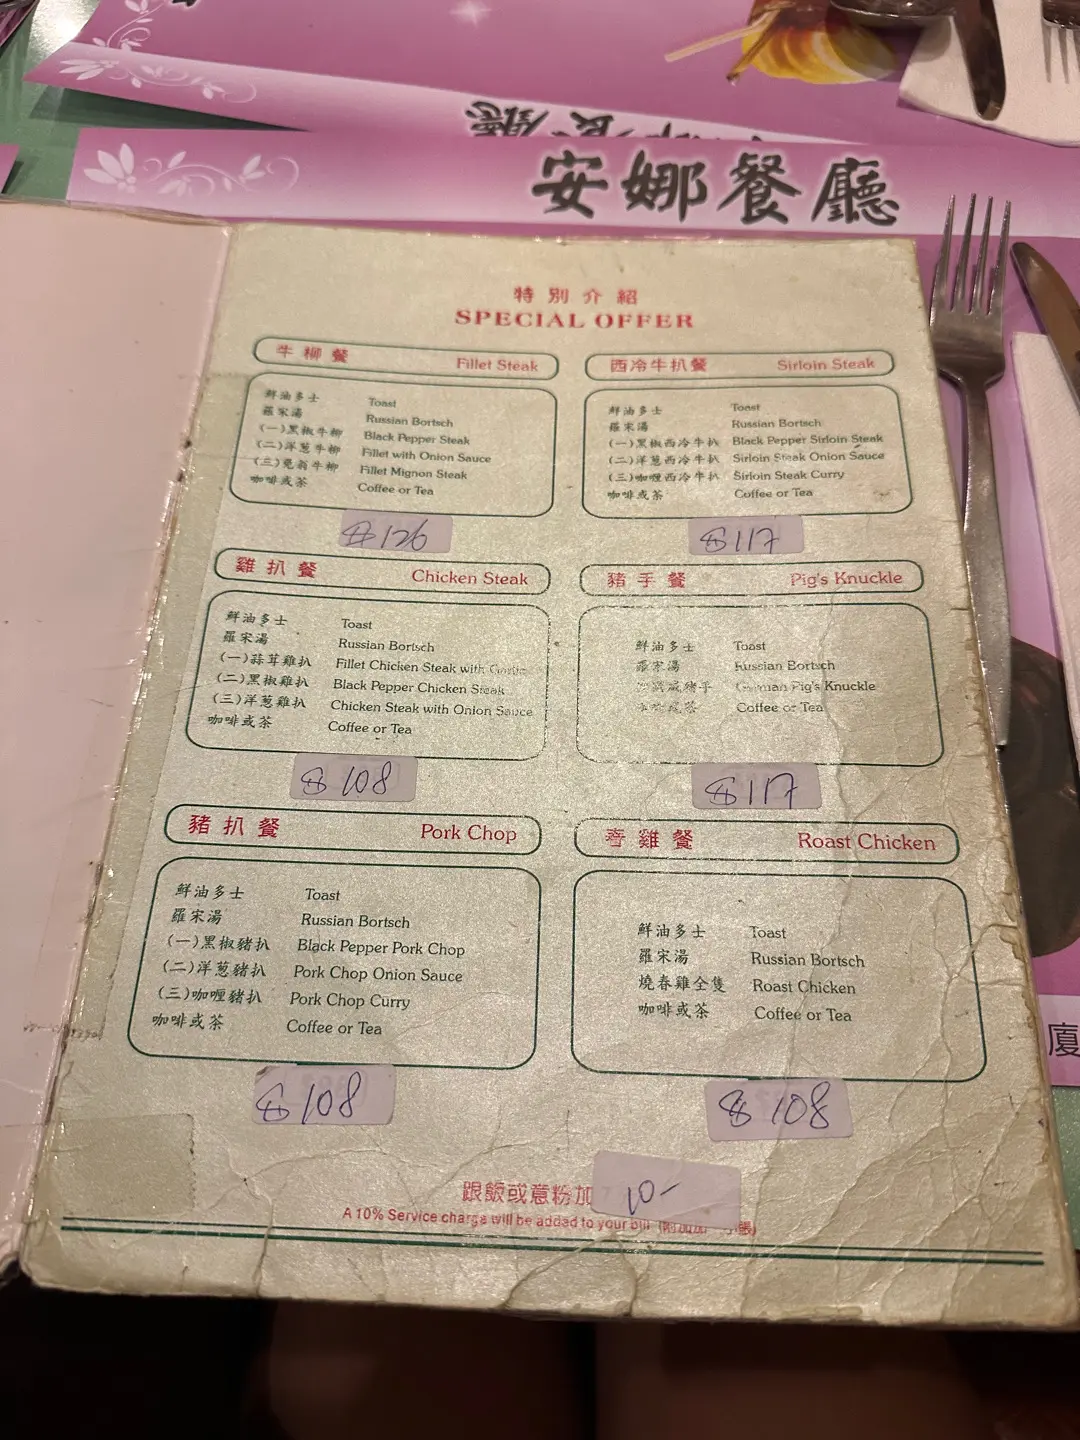 安娜餐廳
特別介紹
SPECIAL OFFER
牛柳餐 Fillet Steak
鮮油多士 Toast
羅宋湯 Russian Bortsch
(一)黑椒牛柳 Black Pepper Steak
(二)洋葱牛柳 Fillet with Onion Sauce
(三)免翁牛柳 Fillet Mignon Steak
咖啡或茶 Coffee or Tea
$126
西冷牛扒餐 Sirloin Steak
鮮油多士 Toast
羅宋湯 Russian Bortsch
(一)黑椒西冷牛扒 Black Pepper Sirloin Steak
(二)洋葱西冷牛扒 Sirloin Steak Onion Sauce
(三)咖喱西冷牛扒 Sirloin Steak Curry
咖啡或茶 Coffee or Tea
$117
雞扒餐 Chicken Steak
鮮油多士 Toast
羅宋湯 Russian Bortsch
(一)蒜茸雞扒 Fillet Chicken Steak with Garlic
(二)黑椒雞扒 Black Pepper Chicken Steak
(三)洋葱雞扒 Chicken Steak with Onion Sauce
咖啡或茶 Coffee or Tea
$108
豬手餐 Pig's Knuckle
鮮油多士 Toast
羅宋湯 Russian Bortsch
咸豬手 German Pig's Knuckle
Coffee or Tea
$117
豬扒餐 Pork Chop
鮮油多士 Toast
羅宋湯 Russian Bortsch
(一)黑椒豬扒 Black Pepper Pork Chop
(二)洋葱豬扒 Pork Chop Onion Sauce
(三)咖喱豬扒 Pork Chop Curry
咖啡或茶 Coffee or Tea
$108
春雞餐 Roast Chicken
鮮油多士 Toast
羅宋湯 Russian Bortsch
燒春雞全隻 Roast Chicken
咖啡或茶 Coffee or Tea
$108
跟飯或意粉加 10-
A 10% Service charge will be added to your bill
廈